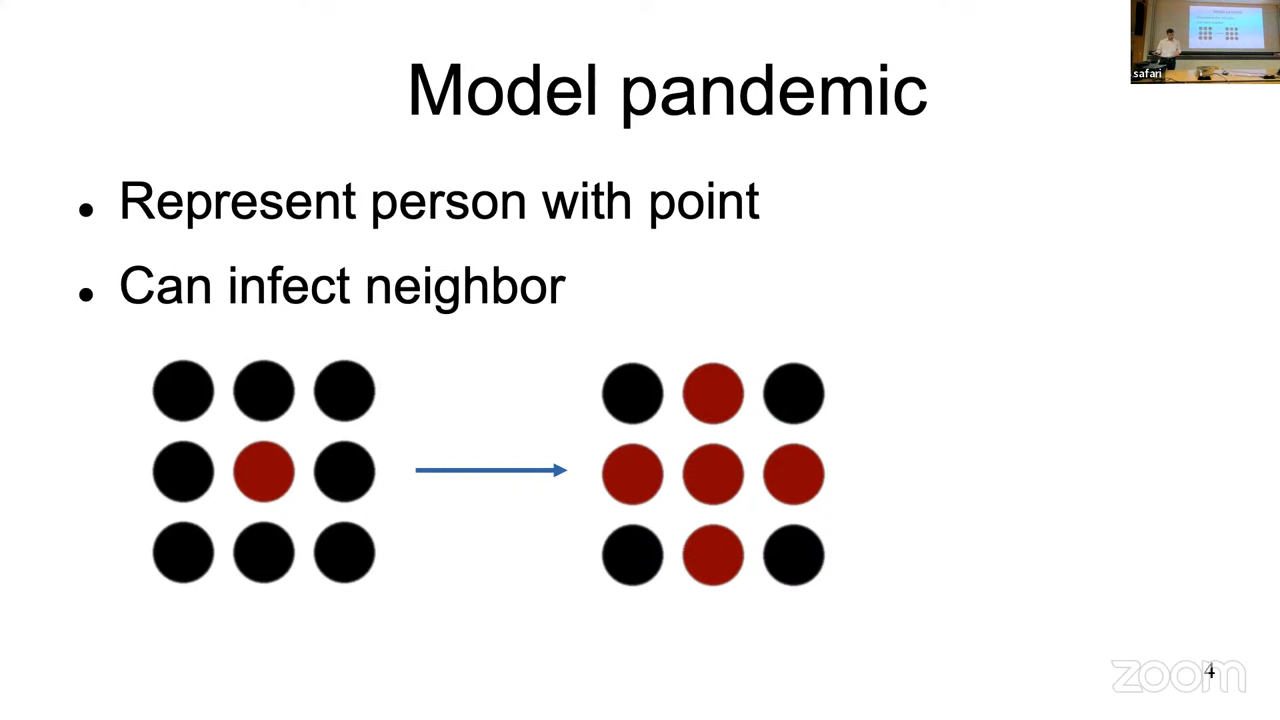 Model pandemic
safari
● Represent person with point
● Can infect neighbor
4
zoom